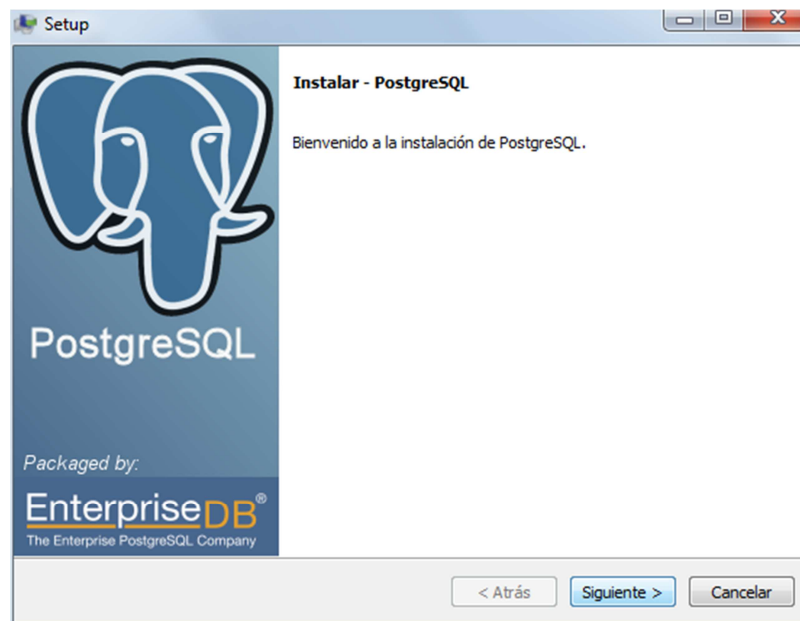 Setup
Instalar - PostgreSQL
Bienvenido a la instalación de PostgreSQL.
PostgreSQL
Packaged by:
EnterpriseDB®
The Enterprise PostgreSQL Company
< Atrás
Siguiente >
Cancelar